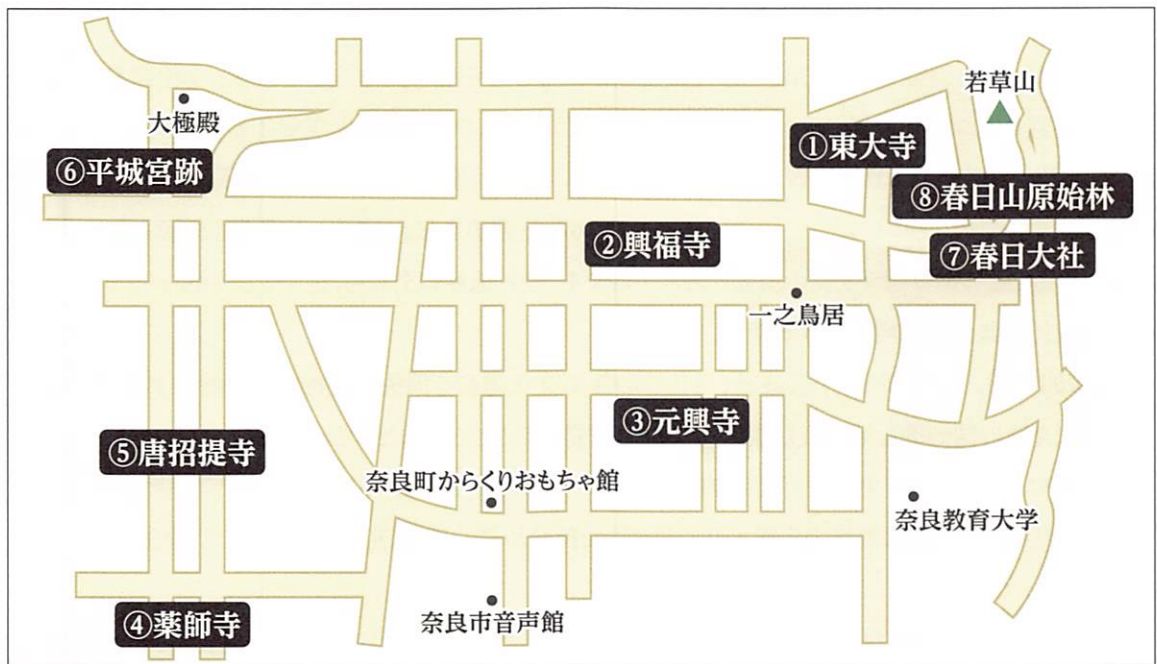 大極殿
若草山
①東大寺
⑥平城宮跡
⑧春日山原始林
②興福寺
⑦春日大社
一之鳥居
③元興寺
⑤唐招提寺
奈良町からくりおもちゃ館
奈良教育大学
④薬師寺
奈良市音声館